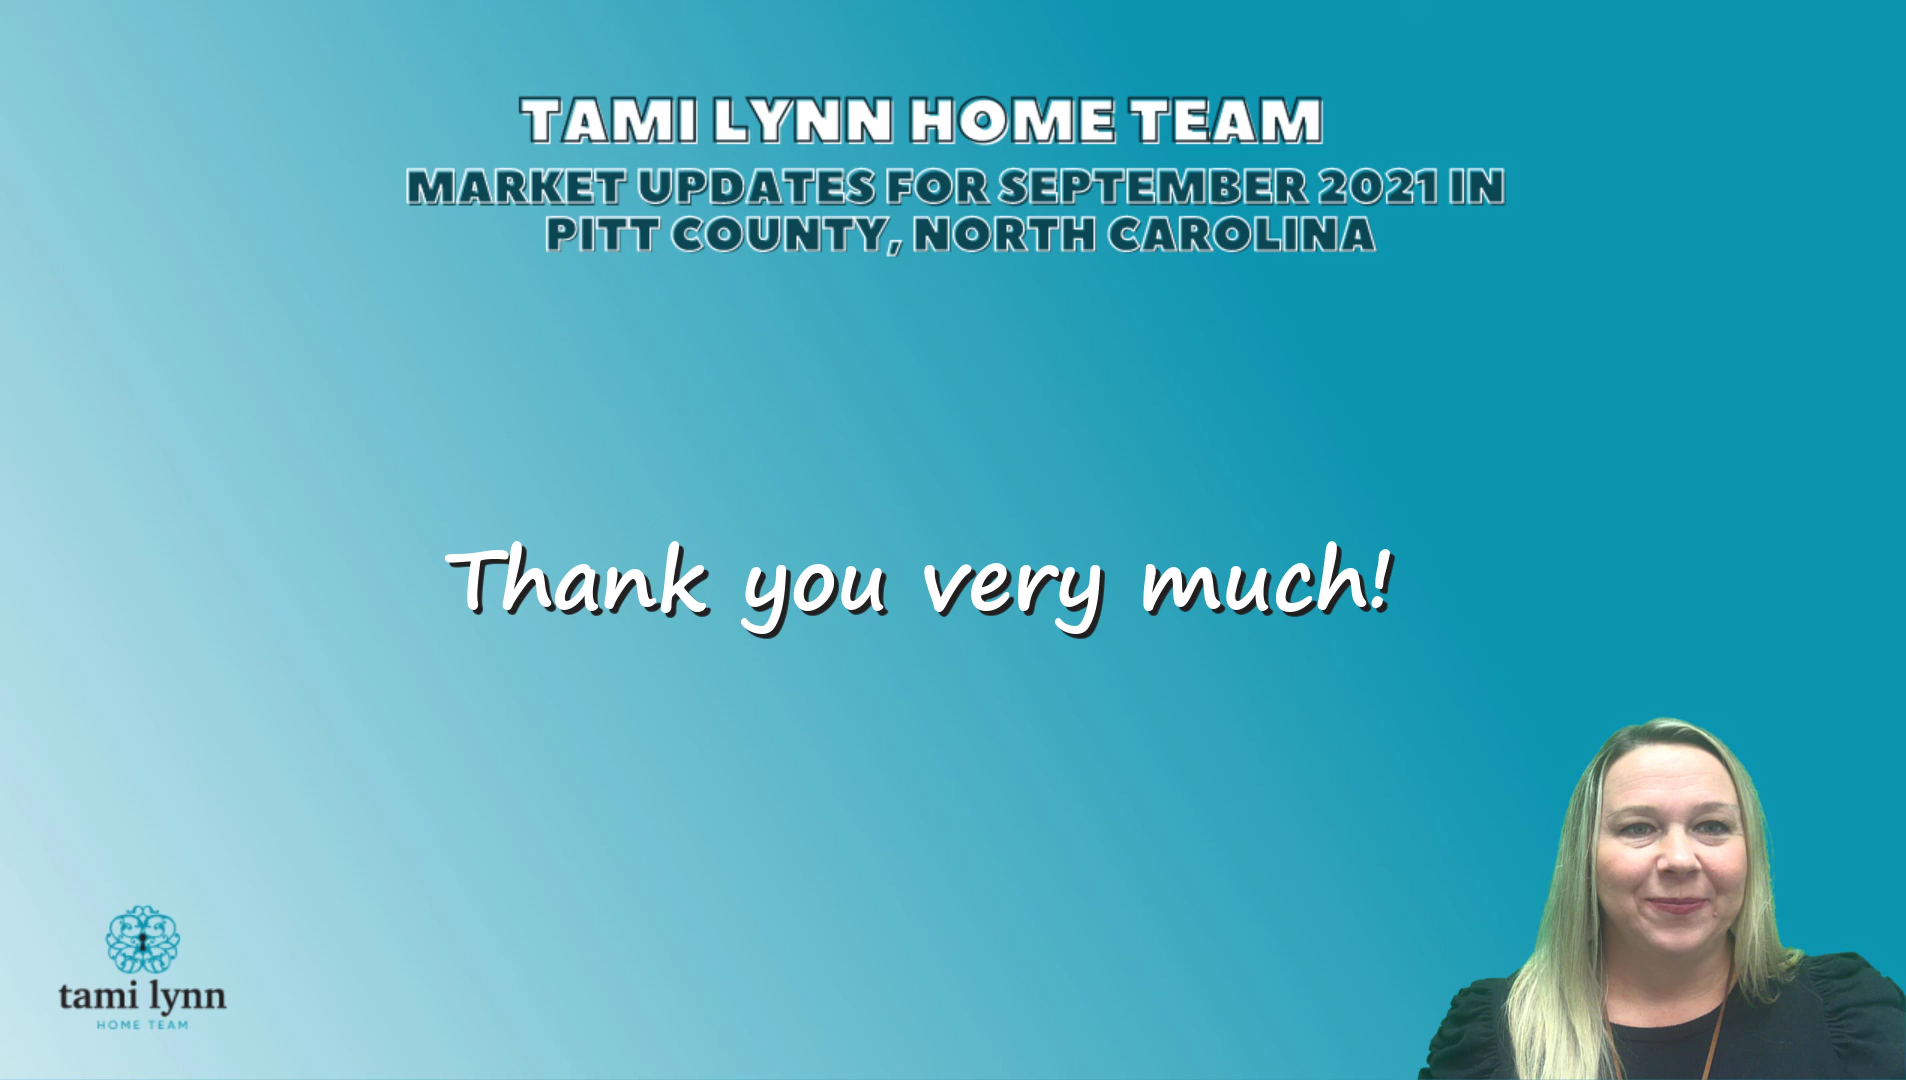 TAMI LYNN HOME TEAM
MARKET UPDATES FOR SEPTEMBER 2021 IN
PITT COUNTY, NORTH CAROLINA
Thank you very much!
tami lynn
HOME TEAM